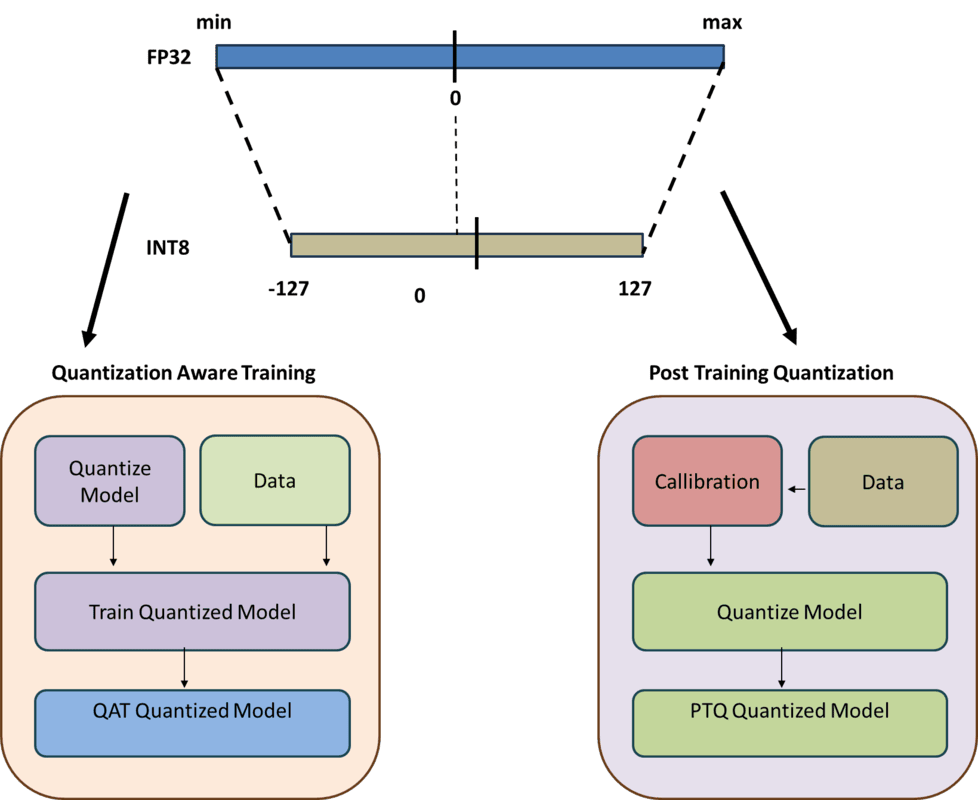 min
max
FP32
0
INT8
-127
0
127
Quantization Aware Training
Post Training Quantization
Quantize
Model
Data
Callibration
Data
Train Quantized Model
Quantize Model
QAT Quantized Model
PTQ Quantized Model